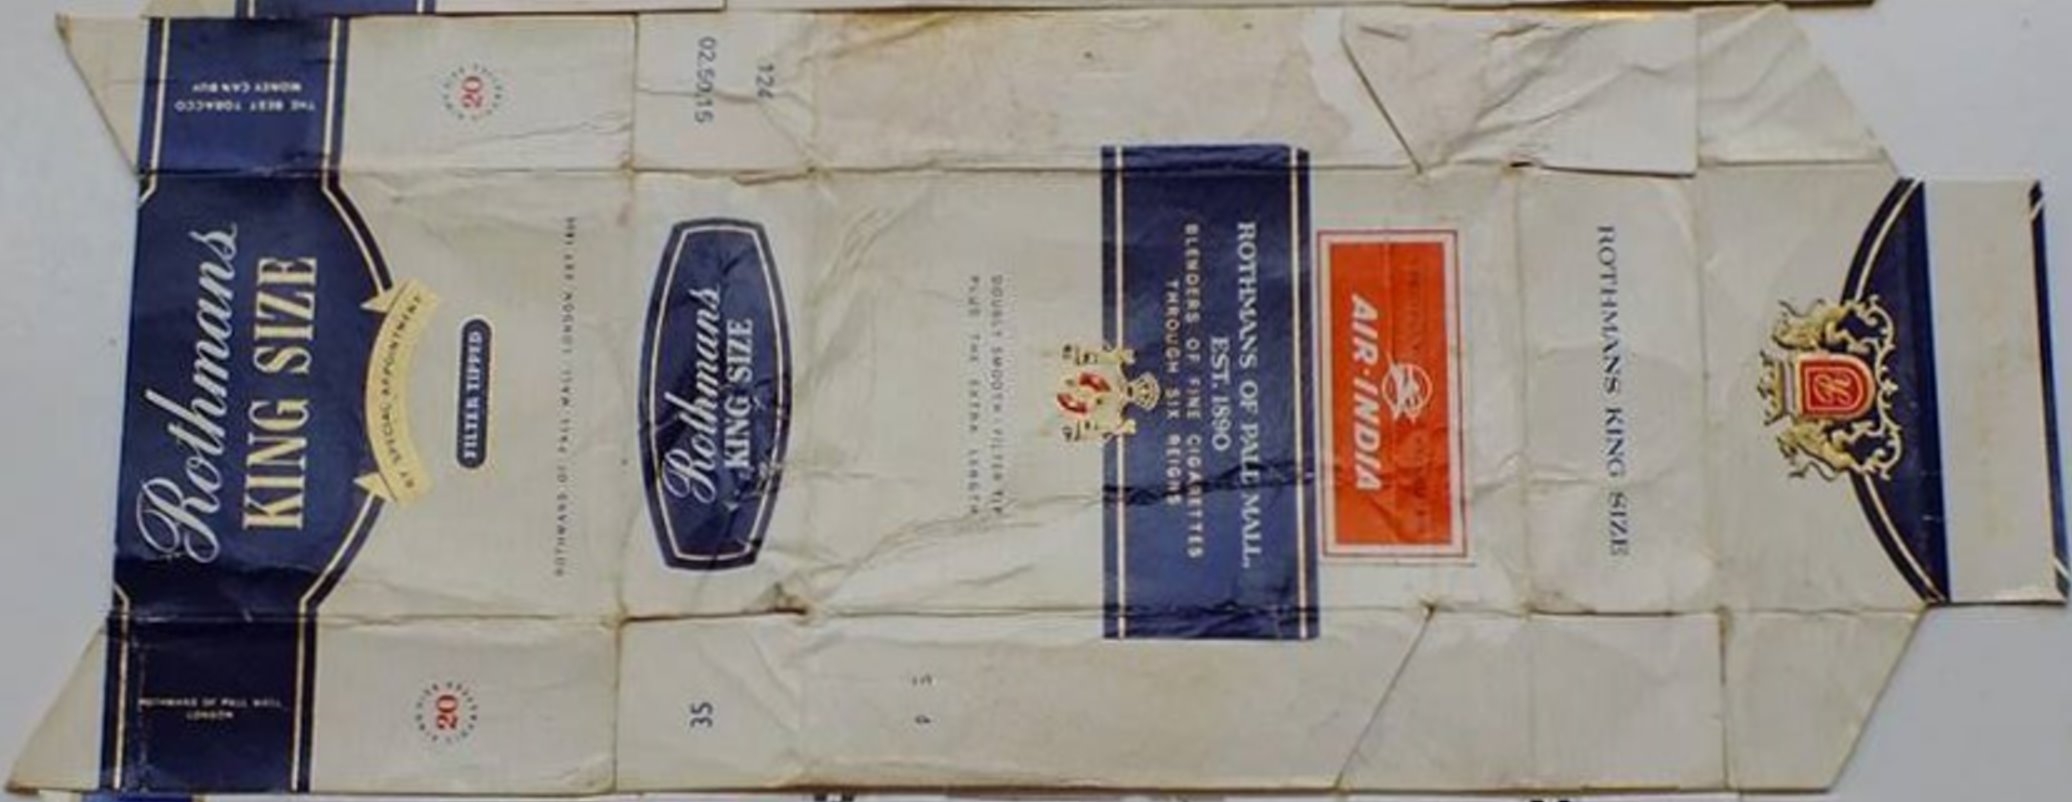 THE BEST TOBACCO
MONEY CAN BUY
Rothmans
KING SIZE
BY SPECIAL APPOINTMENT
FILTER TIPPED
ROTHMANS OF PALL MALL LONDON
ROTHMANS OF PALL MALL
LONDON
20
20
02.50.15
124
35
Rothmans
KING SIZE
DOUBLY SMOOTH FILTER TIP
PLUS THE EXTRA LENGTH
ROTHMANS OF PALL MALL
EST. 1890
BLENDERS OF FINE CIGARETTES
THROUGH SIX REIGNS
AIR-INDIA
ROTHMANS KING SIZE